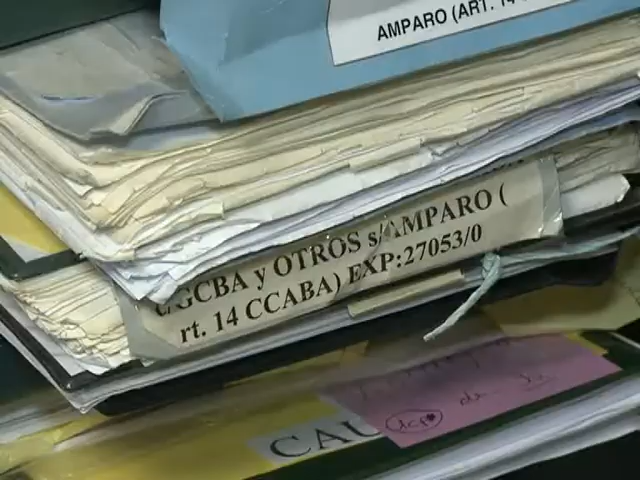 AMPARO (ART. 14
C/GCBA y OTROS s/AMPARO (
rt. 14 CCABA) EXP:27053/0
CAU